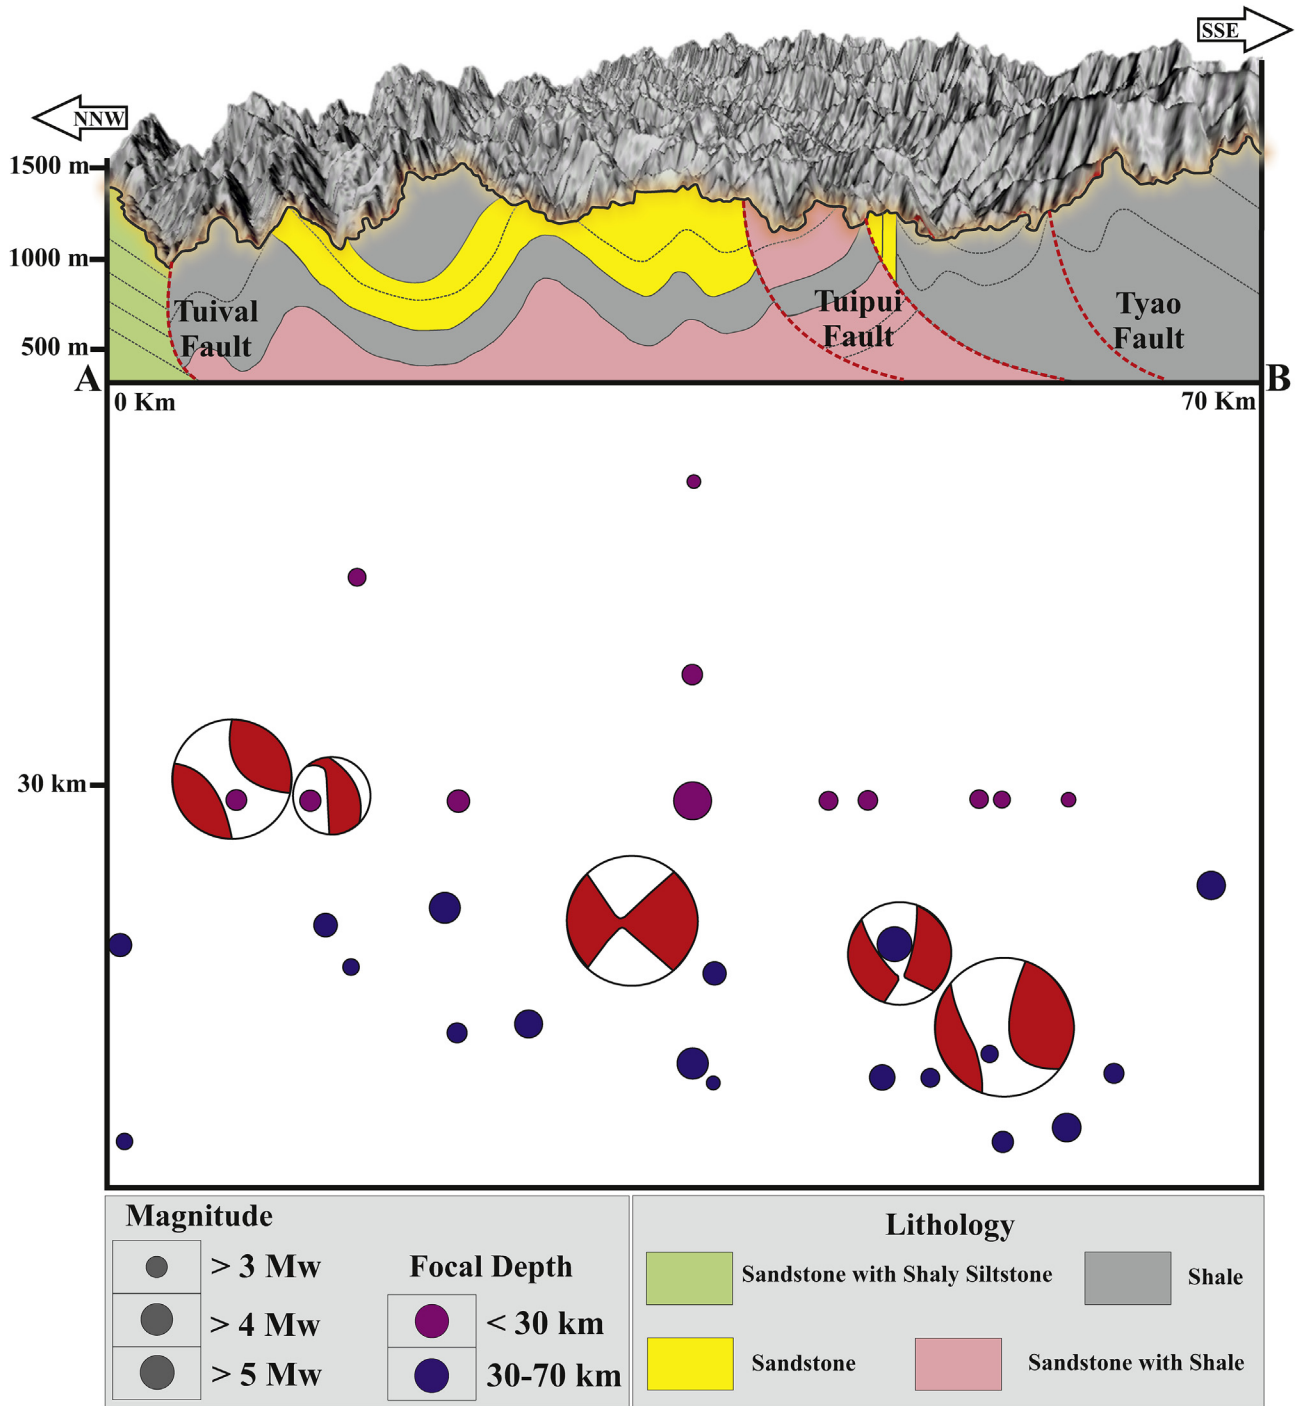 SSE
NNW
1500 m
1000 m
500 m
Tuival
Fault
Tuipui
Fault
Tyao
Fault
A
B
0 Km
70 Km
30 km
Magnitude
> 3 Mw
> 4 Mw
> 5 Mw
Focal Depth
< 30 km
30-70 km
Lithology
Sandstone with Shaly Siltstone
Shale
Sandstone
Sandstone with Shale